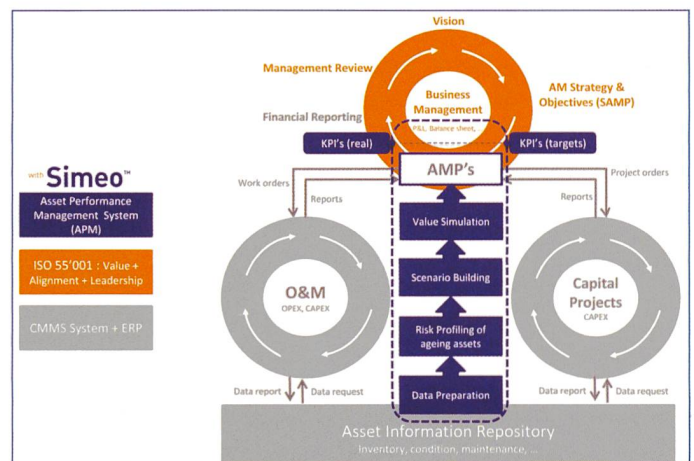 Vision
Management Review
AM Strategy &
Objectives (SAMP)
Business
Management
Financial Reporting
P&L, Balance sheet,
KPI's (real)
KPI's (targets)
AMP's
with Simeo™
Asset Performance
Management System
(APM)
ISO 55'001 : Value +
Alignment + Leadership
CMMS System + ERP
Work orders
Reports
Project orders
Reports
Value Simulation
Scenario Building
Risk Profiling of
ageing assets
Data Preparation
O&M
OPEX, CAPEX
Capital
Projects
CAPEX
Data report
Data request
Data report
Data request
Asset Information Repository
Inventory, condition, maintenance, ...